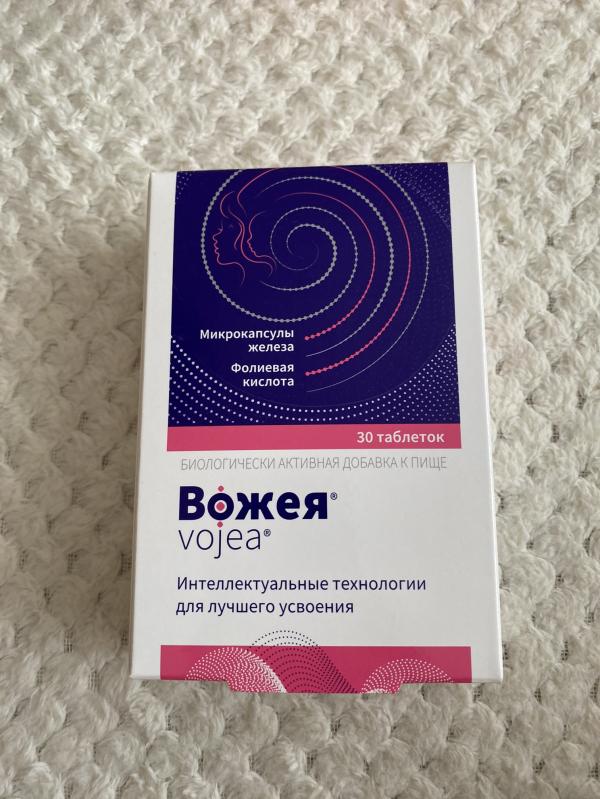 Микрокапсулы
железа
Фолиевая
кислота
30 таблеток
БИОЛОГИЧЕСКИ АКТИВНАЯ ДОБАВКА К ПИЩЕ
Вожея®
vojea®
Интеллектуальные технологии
для лучшего усвоения